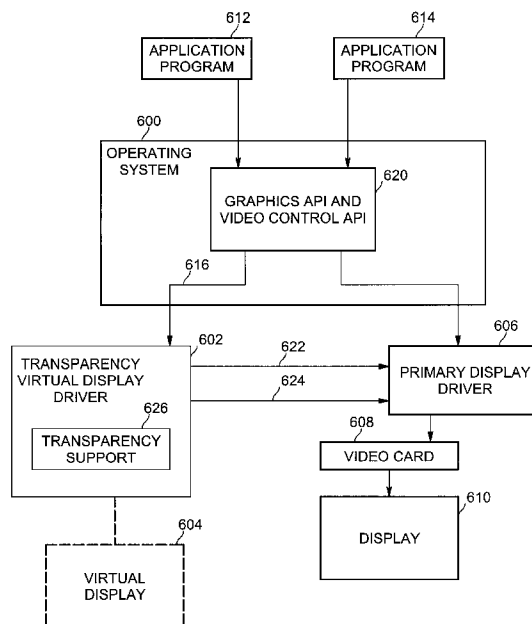 612
614
APPLICATION
PROGRAM
APPLICATION
PROGRAM
600
OPERATING
SYSTEM
620
GRAPHICS API AND
VIDEO CONTROL API
616
602
606
TRANSPARENCY
VIRTUAL DISPLAY
DRIVER
622
624
PRIMARY DISPLAY
DRIVER
626
TRANSPARENCY
SUPPORT
608
VIDEO CARD
604
610
DISPLAY
VIRTUAL
DISPLAY